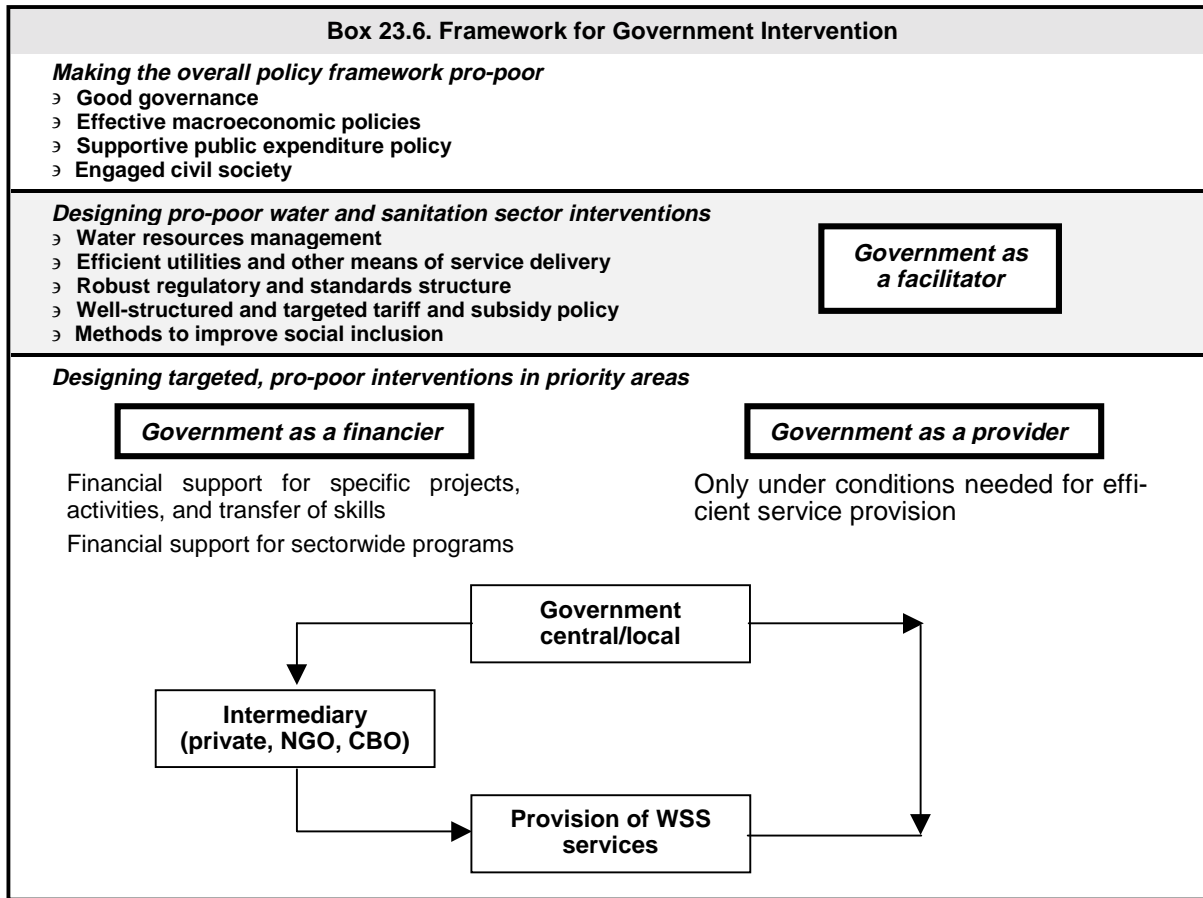 Box 23.6. Framework for Government Intervention
Making the overall policy framework pro-poor
э Good governance
э Effective macroeconomic policies
э Supportive public expenditure policy
э Engaged civil society
Designing pro-poor water and sanitation sector interventions
э Water resources management
э Efficient utilities and other means of service delivery
э Robust regulatory and standards structure
э Well-structured and targeted tariff and subsidy policy
э Methods to improve social inclusion
Government as
a facilitator
Designing targeted, pro-poor interventions in priority areas
Government as a financier
Financial support for specific projects,
activities, and transfer of skills
Financial support for sectorwide programs
Government as a provider
Only under conditions needed for effi-
cient service provision
Government
central/local
Intermediary
(private, NGO, CBO)
Provision of WSS
services